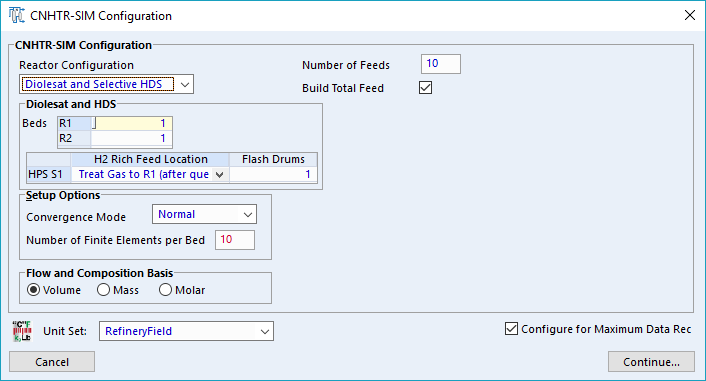 CNHTR-SIM Configuration
CNHTR-SIM Configuration
Reactor Configuration
Diolesat and Selective HDS
Number of Feeds 10
Build Total Feed
Diolesat and HDS
Beds R1 1
R2 1
H2 Rich Feed Location Flash Drums
HPS S1 Treat Gas to R1 (after que 1
Setup Options
Convergence Mode Normal
Number of Finite Elements per Bed 10
Flow and Composition Basis
Volume Mass Molar
Unit Set: RefineryField
Configure for Maximum Data Rec
Cancel Continue...